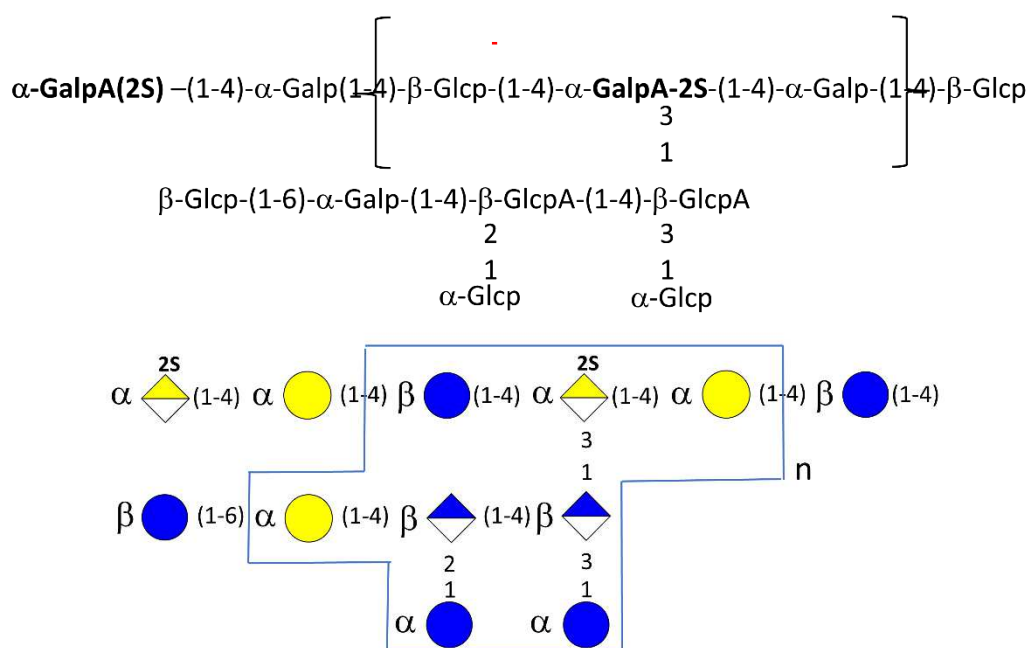 α-GalpA(2S) –(1-4)-α-Galp(1-4)-β-Glcp-(1-4)-α-GalpA-2S-(1-4)-α-Galp-(1-4)-β-Glcp
3
1
β-Glcp-(1-6)-α-Galp-(1-4)-β-GlcpA-(1-4)-β-GlcpA
2 3
1 1
α-Glcp α-Glcp
2S 2S
α (1-4) α (1-4) β (1-4) α (1-4) α (1-4) β (1-4)
3
1 n
β (1-6) α (1-4) β (1-4) β
2 3
1 1
α α